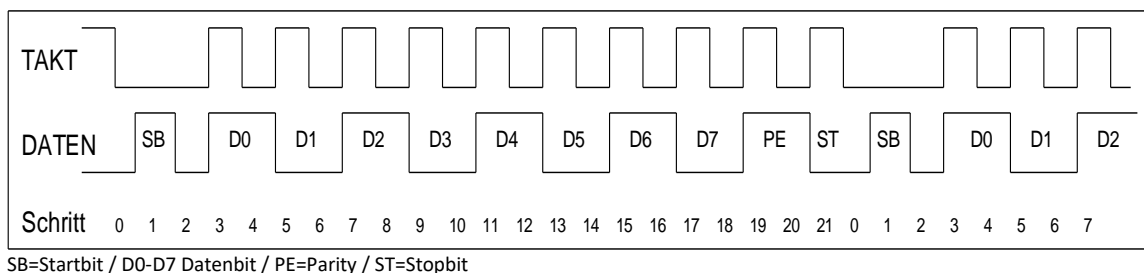 TAKT
DATEN SB D0 D1 D2 D3 D4 D5 D6 D7 PE ST SB D0 D1 D2
Schritt 0 1 2 3 4 5 6 7 8 9 10 11 12 13 14 15 16 17 18 19 20 21 0 1 2 3 4 5 6 7
SB=Startbit / D0-D7 Datenbit / PE=Parity / ST=Stopbit